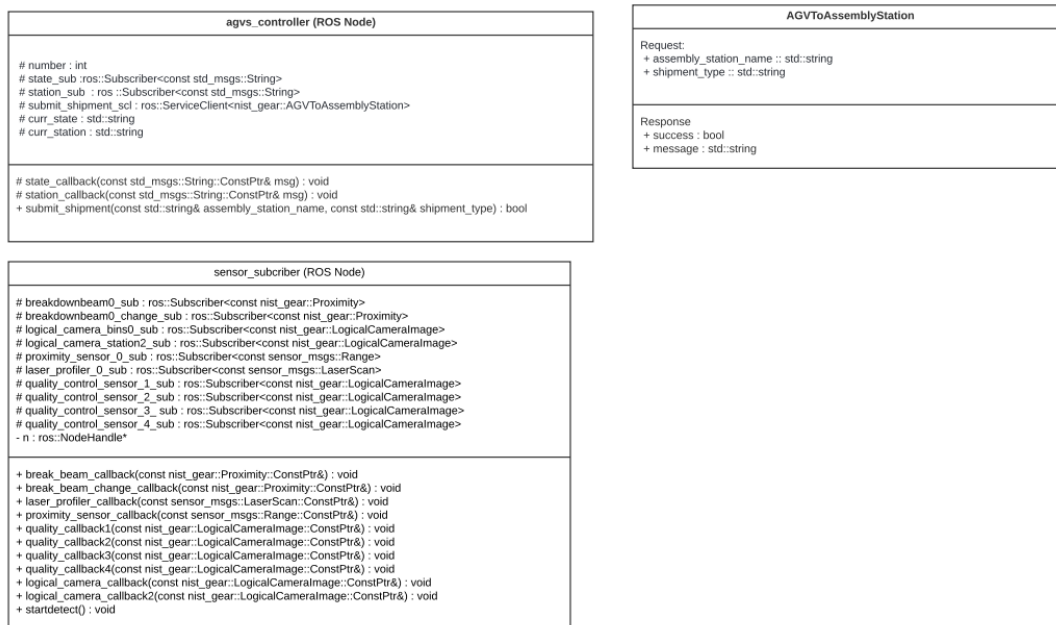 agvs_controller (ROS Node)
# number : int
# state_sub :ros::Subscriber<const std_msgs::String>
# station_sub : ros ::Subscriber<const std_msgs::String>
# submit_shipment_scl : ros::ServiceClient<nist_gear::AGVToAssemblyStation>
# curr_state : std::string
# curr_station : std::string
# state_callback(const std_msgs::String::ConstPtr& msg) : void
# station_callback(const std_msgs::String::ConstPtr& msg) : void
+ submit_shipment(const std::string& assembly_station_name, const std::string& shipment_type) : bool
AGVToAssemblyStation
Request:
+ assembly_station_name :: std::string
+ shipment_type :: std::string
Response
+ success : bool
+ message : std::string
sensor_subcriber (ROS Node)
# breakdownbeam0_sub : ros::Subscriber<const nist_gear::Proximity>
# breakdownbeam0_change_sub : ros::Subscriber<const nist_gear::Proximity>
# logical_camera_bins0_sub : ros::Subscriber<const nist_gear::LogicalCameraImage>
# logical_camera_station2_sub : ros::Subscriber<const nist_gear::LogicalCameraImage>
# proximity_sensor_0_sub : ros::Subscriber<const sensor_msgs::Range>
# laser_profiler_0_sub : ros::Subscriber<const sensor_msgs::LaserScan>
# quality_control_sensor_1_sub : ros::Subscriber<const nist_gear::LogicalCameraImage>
# quality_control_sensor_2_sub : ros::Subscriber<const nist_gear::LogicalCameraImage>
# quality_control_sensor_3_ sub : ros::Subscriber<const nist_gear::LogicalCameraImage>
# quality_control_sensor_4_sub : ros::Subscriber<const nist_gear::LogicalCameraImage>
- n : ros::NodeHandle*
+ break_beam_callback(const nist_gear::Proximity::ConstPtr&) : void
+ break_beam_change_callback(const nist_gear::Proximity::ConstPtr&) : void
+ laser_profiler_callback(const sensor_msgs::LaserScan::ConstPtr&) : void
+ proximity_sensor_callback(const sensor_msgs::Range::ConstPtr&) : void
+ quality_callback1(const nist_gear::LogicalCameraImage::ConstPtr&) : void
+ quality_callback2(const nist_gear::LogicalCameraImage::ConstPtr&) : void
+ quality_callback3(const nist_gear::LogicalCameraImage::ConstPtr&) : void
+ quality_callback4(const nist_gear::LogicalCameraImage::ConstPtr&) : void
+ logical_camera_callback(const nist_gear::LogicalCameraImage::ConstPtr&) : void
+ logical_camera_callback2(const nist_gear::LogicalCameraImage::ConstPtr&) : void
+ startdetect() : void